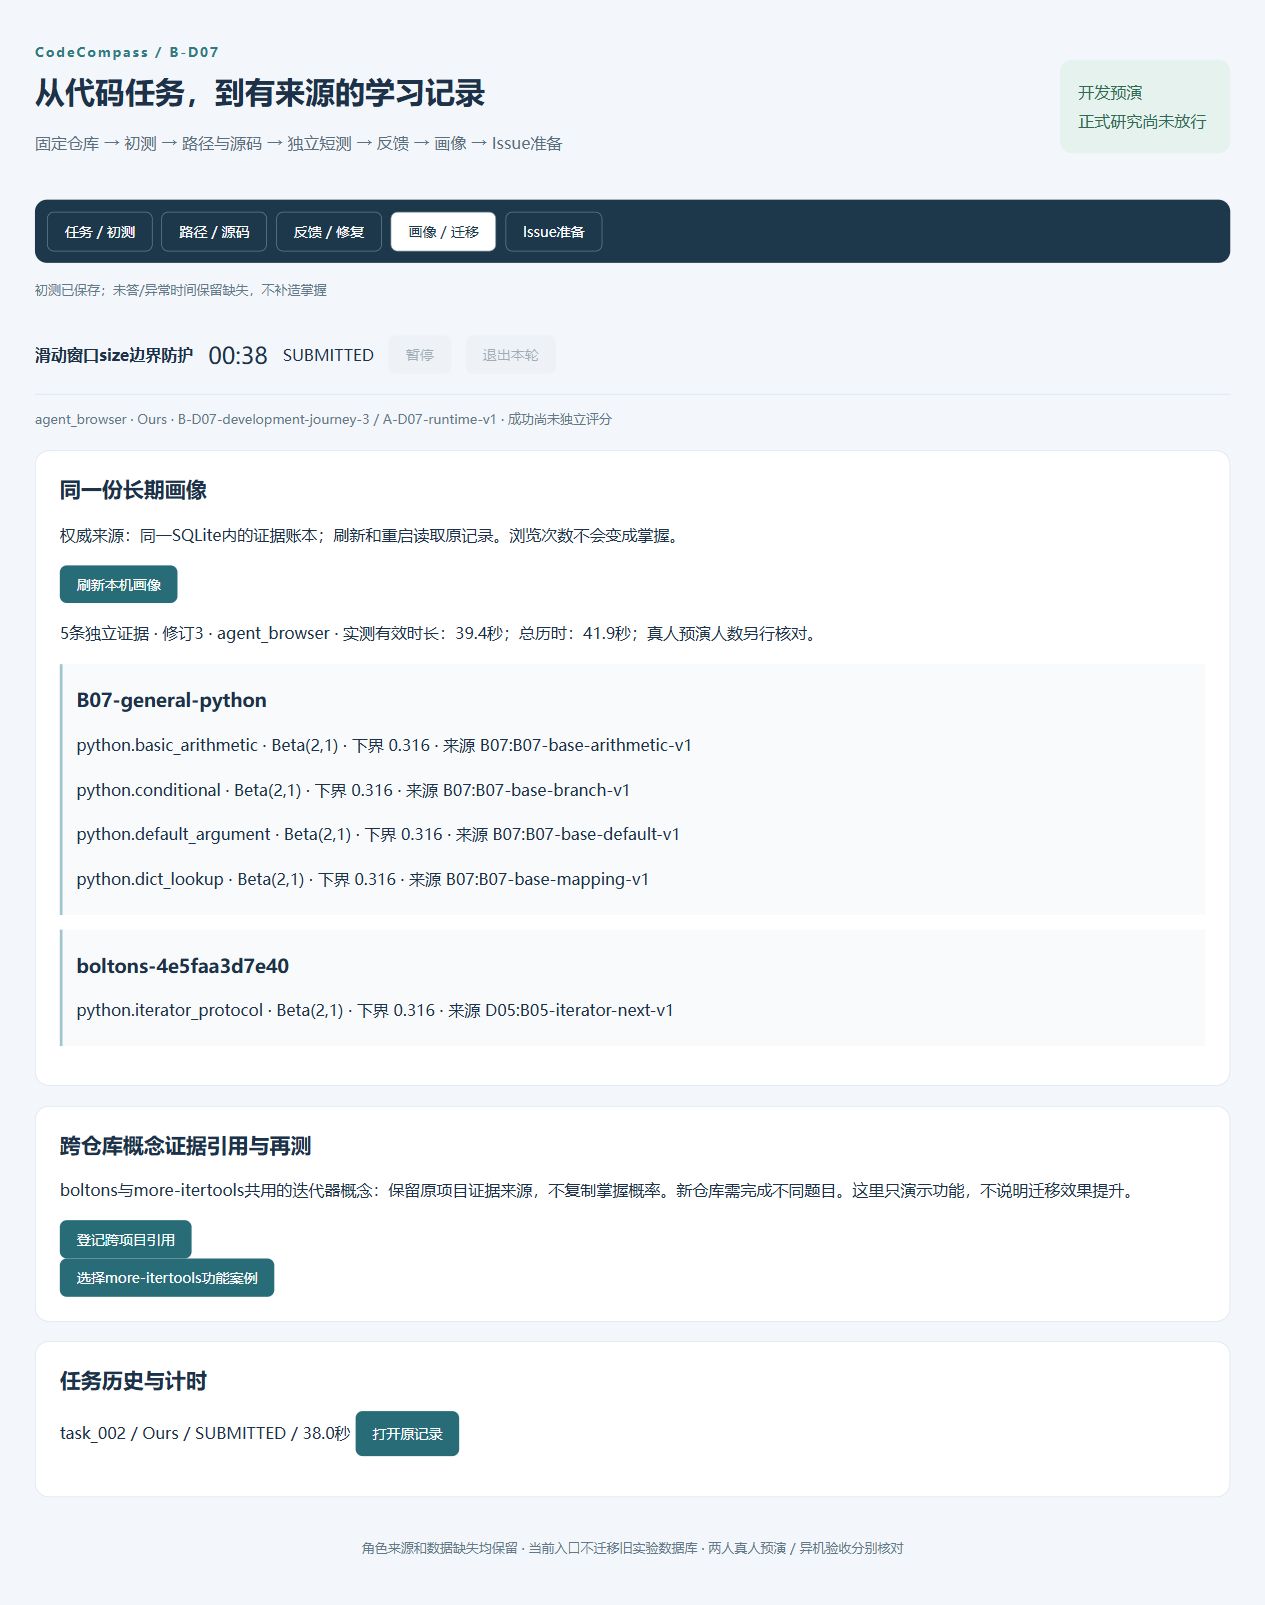 CodeCompass / B-D07
从代码任务，到有来源的学习记录
固定仓库 → 初测 → 路径与源码 → 独立短测 → 反馈 → 画像 → Issue准备
开发预演
正式研究尚未放行
任务 / 初测
路径 / 源码
反馈 / 修复
画像 / 迁移
Issue准备
初测已保存；未答/异常时间保留缺失，不补造掌握
滑动窗口size边界防护 00:38 SUBMITTED 暂停 退出本轮
agent_browser · Ours · B-D07-development-journey-3 / A-D07-runtime-v1 · 成功尚未独立评分
同一份长期画像
权威来源：同一SQLite内的证据账本；刷新和重启读取原记录。浏览次数不会变成掌握。
刷新本机画像
5条独立证据 · 修订3 · agent_browser · 实测有效时长：39.4秒；总历时：41.9秒；真人预演人数另行核对。
B07-general-python
python.basic_arithmetic · Beta(2,1) · 下界 0.316 · 来源 B07:B07-base-arithmetic-v1
python.conditional · Beta(2,1) · 下界 0.316 · 来源 B07:B07-base-branch-v1
python.default_argument · Beta(2,1) · 下界 0.316 · 来源 B07:B07-base-default-v1
python.dict_lookup · Beta(2,1) · 下界 0.316 · 来源 B07:B07-base-mapping-v1
boltons-4e5faa3d7e40
python.iterator_protocol · Beta(2,1) · 下界 0.316 · 来源 D05:B05-iterator-next-v1
跨仓库概念证据引用与再测
boltons与more-itertools共用的迭代器概念：保留原项目证据来源，不复制掌握概率。新仓库需完成不同题目。这里只演示功能，不说明迁移效果提升。
登记跨项目引用
选择more-itertools功能案例
任务历史与计时
task_002 / Ours / SUBMITTED / 38.0秒 打开原记录
角色来源和数据缺失均保留 · 当前入口不迁移旧实验数据库 · 两人真人预演 / 异机验收分别核对